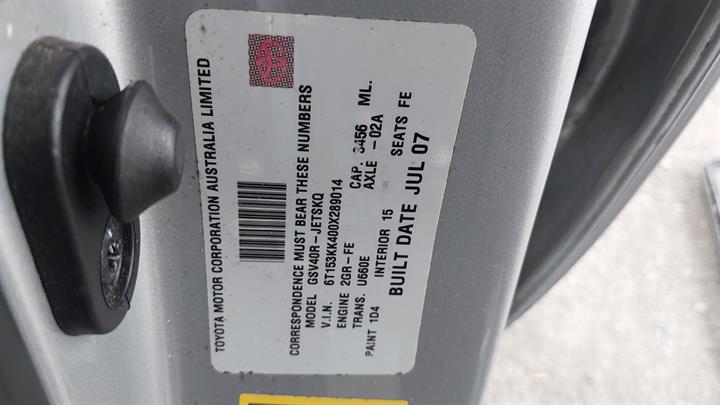 TOYOTA MOTOR CORPORATION AUSTRALIA LIMITED
CORRESPONDENCE MUST BEAR THESE NUMBERS
MODEL GSV40R-JETSKQ
V.I.N. 6T153KK400X289014
ENGINE 2GR-FE CAP. 3456 ML.
TRANS. U660E AXLE -02A
PAINT 1D4 INTERIOR 15 SEATS FE
BUILT DATE JUL 07